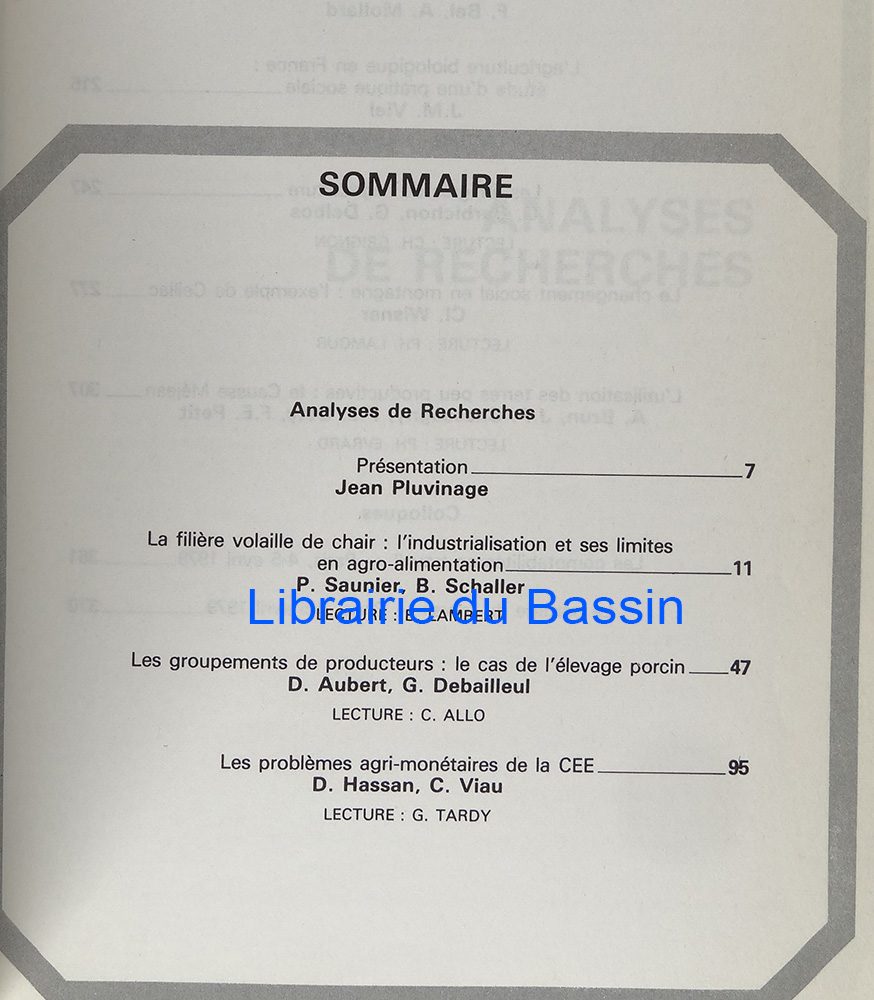 SOMMAIRE
Analyses de Recherches
Présentation 7
Jean Pluvinage
La filière volaille de chair : l'industrialisation et ses limites
en agro-alimentation 11
P. Saunier, B. Schaller
Librairie du Bassin
LECTURE : LAMBERT
Les groupements de producteurs : le cas de l'élevage porcin 47
D. Aubert, G. Debailleul
LECTURE : C. ALLO
Les problèmes agri-monétaires de la CEE 95
D. Hassan, C. Viau
LECTURE : G. TARDY